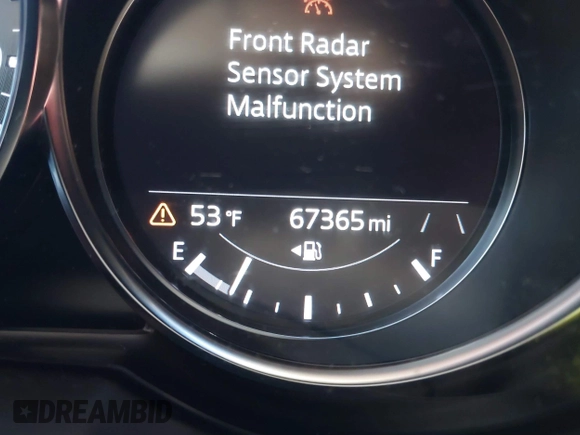 Front Radar
Sensor System
Malfunction
53°F
67365 mi
E
F
DREAMBID